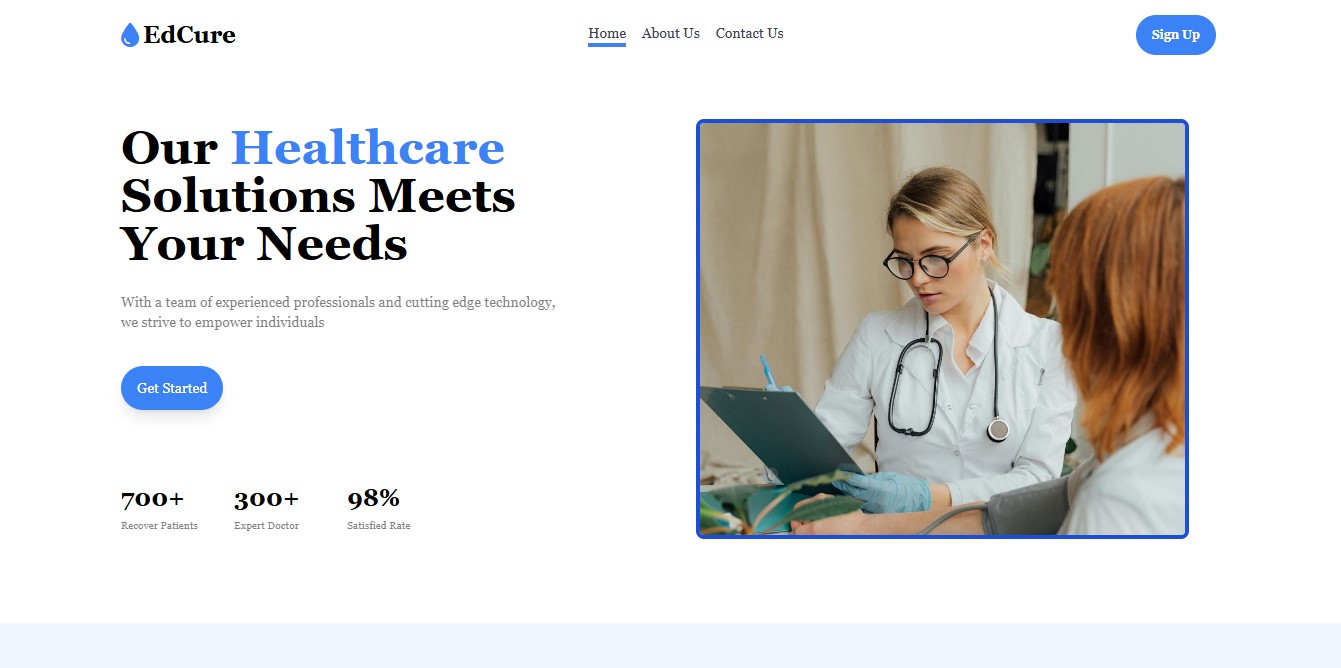 EdCure
Home About Us Contact Us
Sign Up
Our Healthcare
Solutions Meets
Your Needs
With a team of experienced professionals and cutting edge technology,
we strive to empower individuals
Get Started
700+ 300+ 98%
Recover Patients Expert Doctor Satisfied Rate